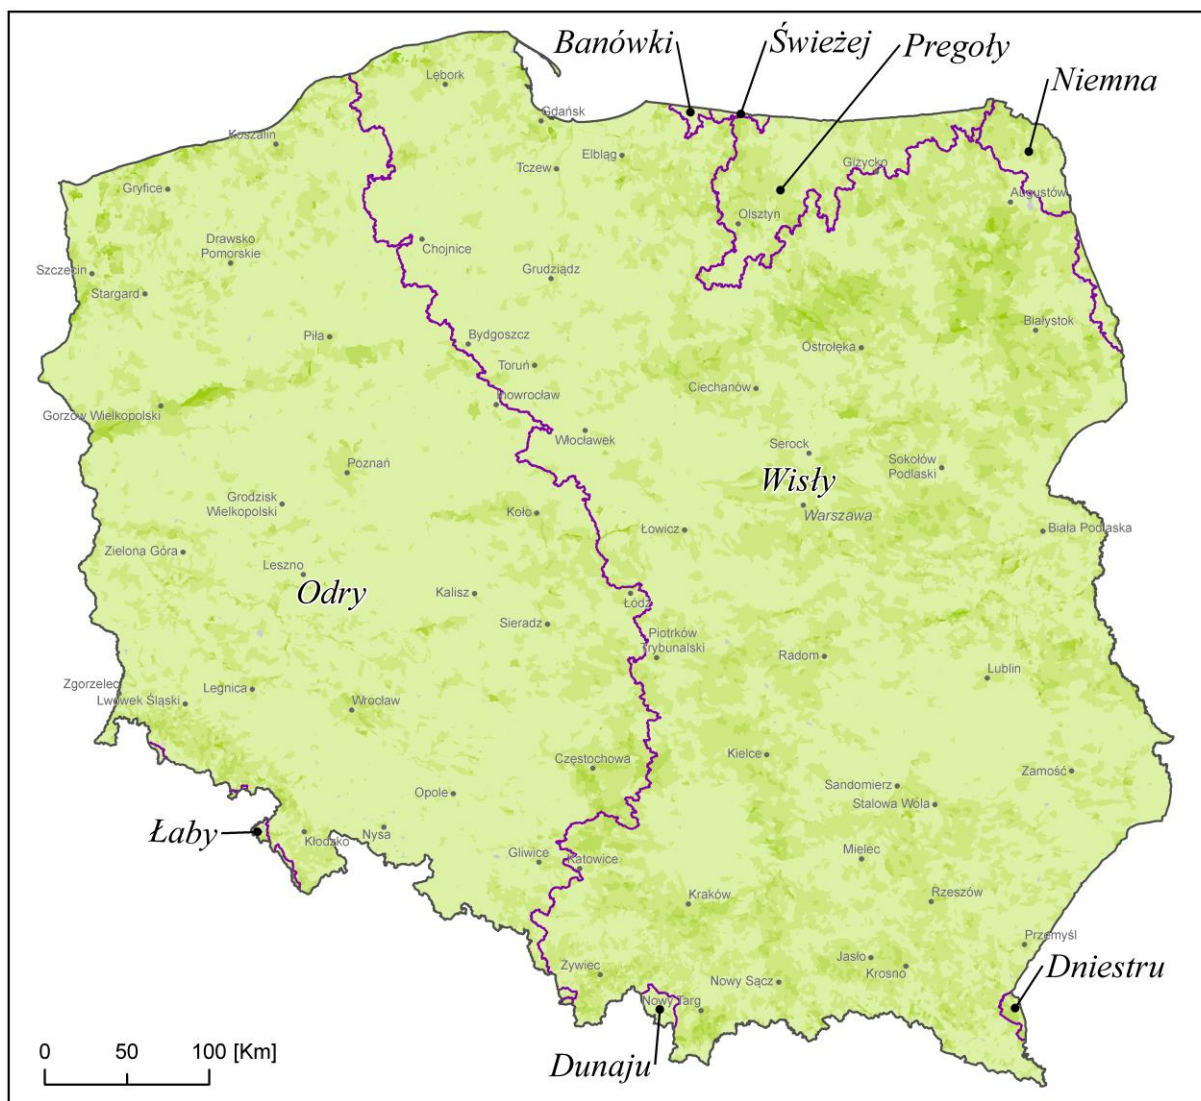 Banówki
Świeżej
Pregoły
Niemna
Lębork
Gdańsk
Koszalin
Elbląg
Tczew
Giżycko
Gryfice
Augustów
Olsztyn
Drawsko
Pomorskie
Chojnice
Szczecin
Grudziądz
Stargard
Białystok
Piła
Bydgoszcz
Ostrołęka
Toruń
Ciechanów
Inowrocław
Gorzów Wielkopolski
Włocławek
Serock
Sokołów
Podlaski
Poznań
Wisły
Grodzisk
Wielkopolski
Koło
Warszawa
Łowicz
Biała Podlaska
Zielona Góra
Leszno
Odry
Kalisz
Łódź
Sieradz
Piotrków
Trybunalski
Radom
Lublin
Zgorzelec
Legnica
Lwówek Śląski
Wrocław
Częstochowa
Kielce
Zamość
Sandomierz
Opole
Stalowa Wola
Łaby
Kłodzko
Nysa
Gliwice
Katowice
Mielec
Kraków
Rzeszów
Przemyśl
Jasło
Krosno
Żywiec
Nowy Sącz
Dniestru
Nowy Targ
Dunaju
0 50 100 [Km]